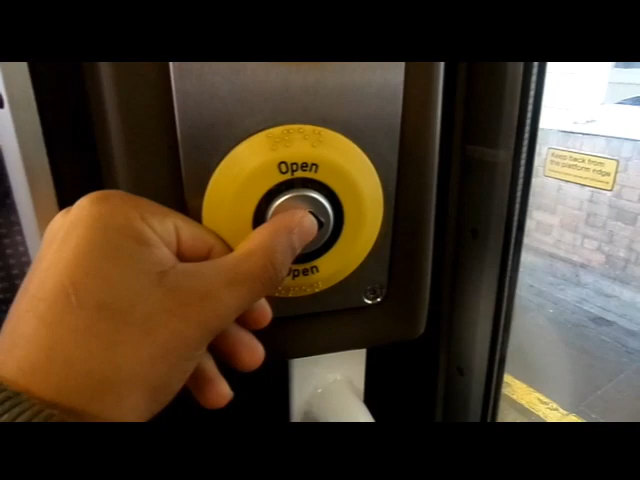 Open
Open
Keep back from
the platform edge